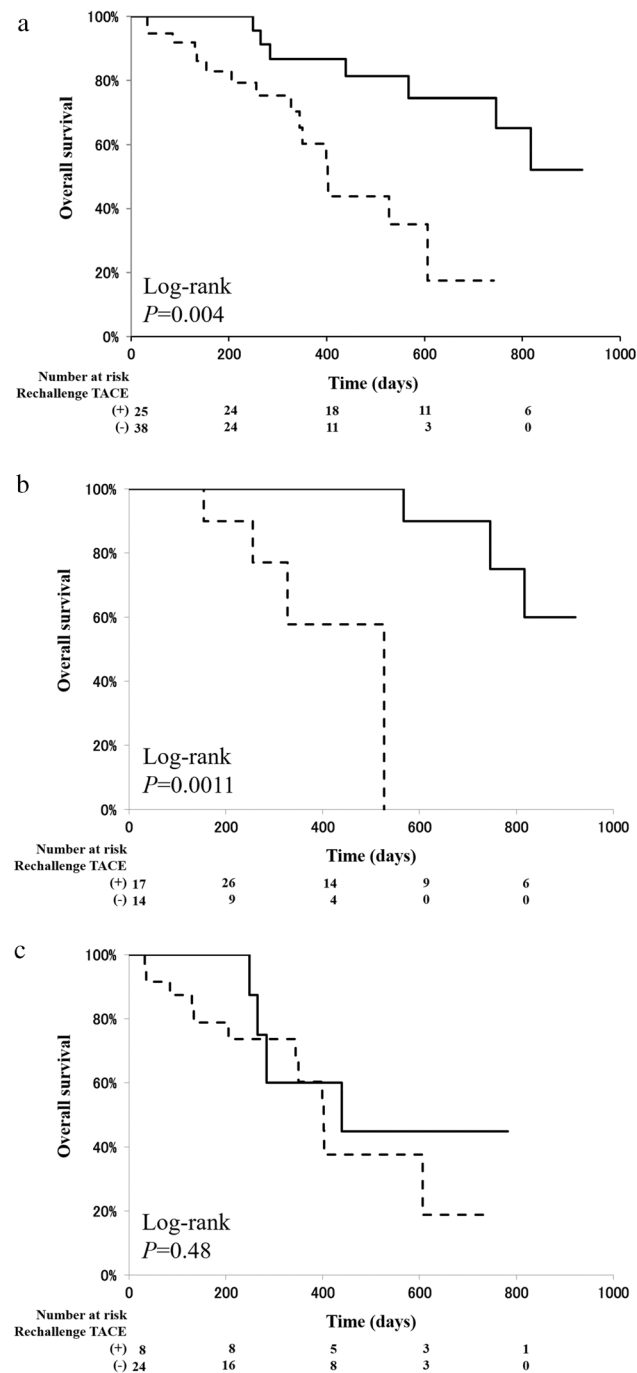 a
100%
80%
60%
40%
20%
0%
Overall survival
Log-rank
P=0.004
0 200 400 600 800 1000
Time (days)
Number at risk
Rechallenge TACE
(+) 25 24 18 11 6
(-) 38 24 11 3 0
b
100%
80%
60%
40%
20%
0%
Overall survival
Log-rank
P=0.0011
0 200 400 600 800 1000
Time (days)
Number at risk
Rechallenge TACE
(+) 17 26 14 9 6
(-) 14 9 4 0 0
c
100%
80%
60%
40%
20%
0%
Overall survival
Log-rank
P=0.48
0 200 400 600 800 1000
Time (days)
Number at risk
Rechallenge TACE
(+) 8 8 5 3 1
(-) 24 16 8 3 0